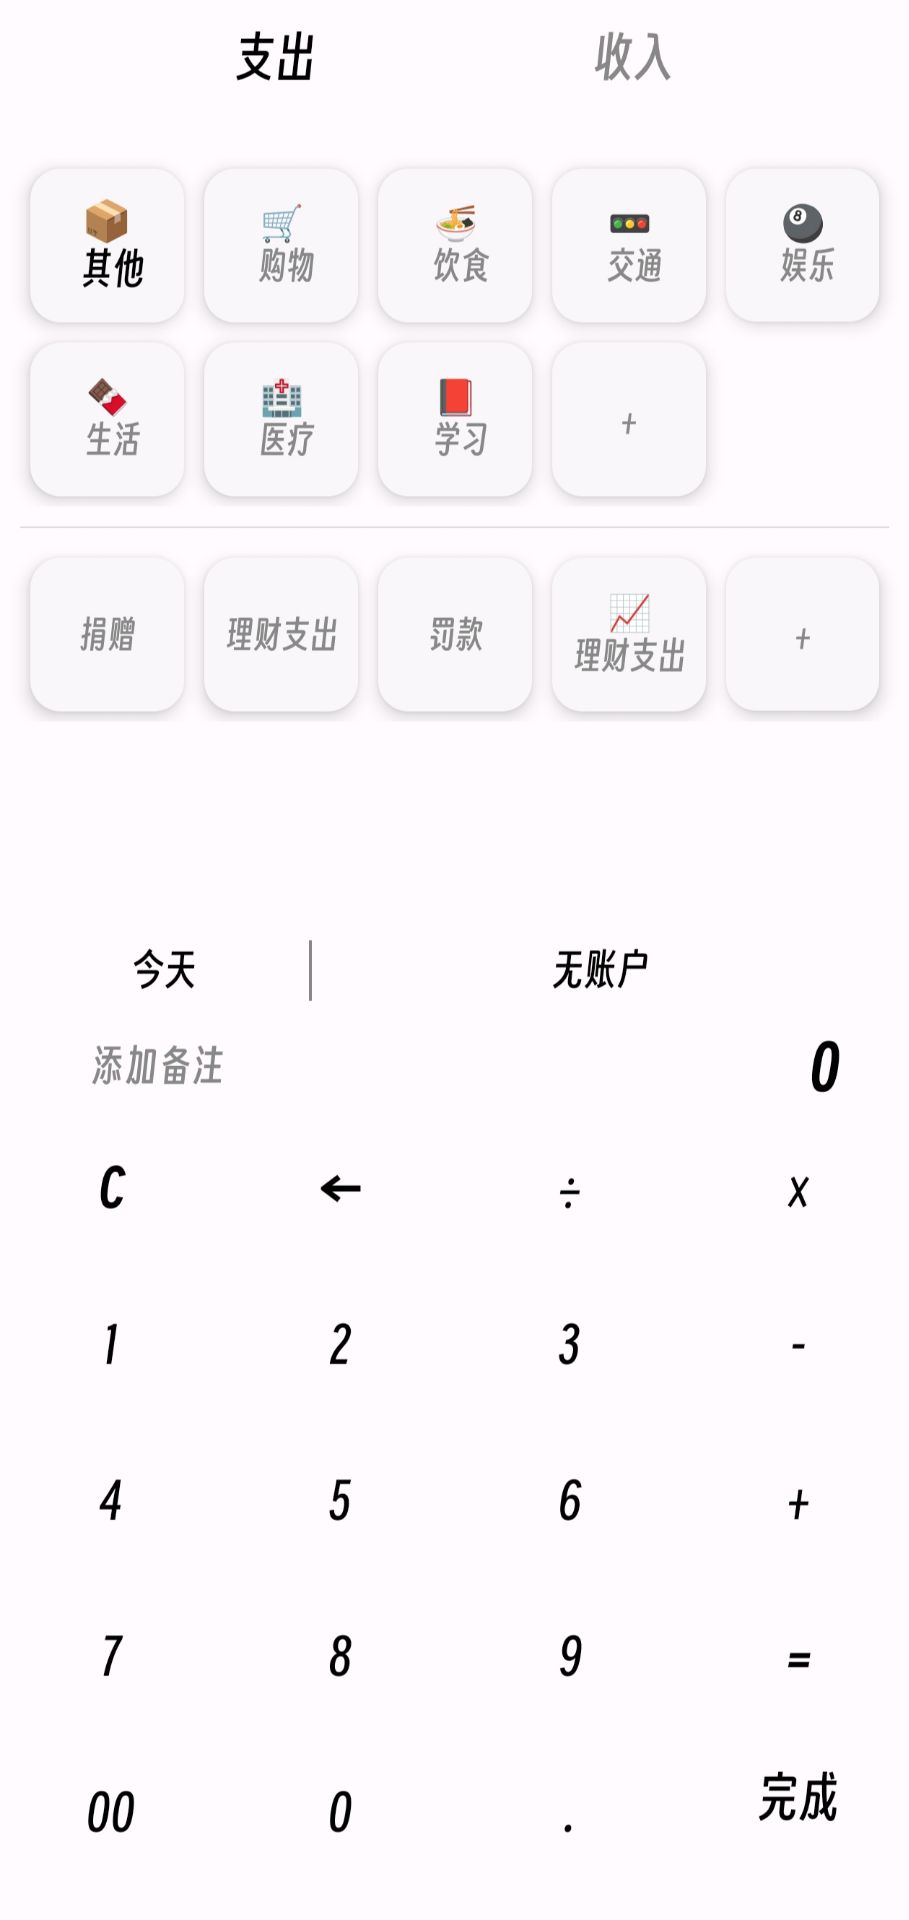 支出 收入
其他 购物 饮食 交通 娱乐
生活 医疗 学习 +
捐赠 理财支出 罚款 理财支出 +
今天 无账户
添加备注 0
C ← ÷ ×
1 2 3 -
4 5 6 +
7 8 9 =
00 0 . 完成